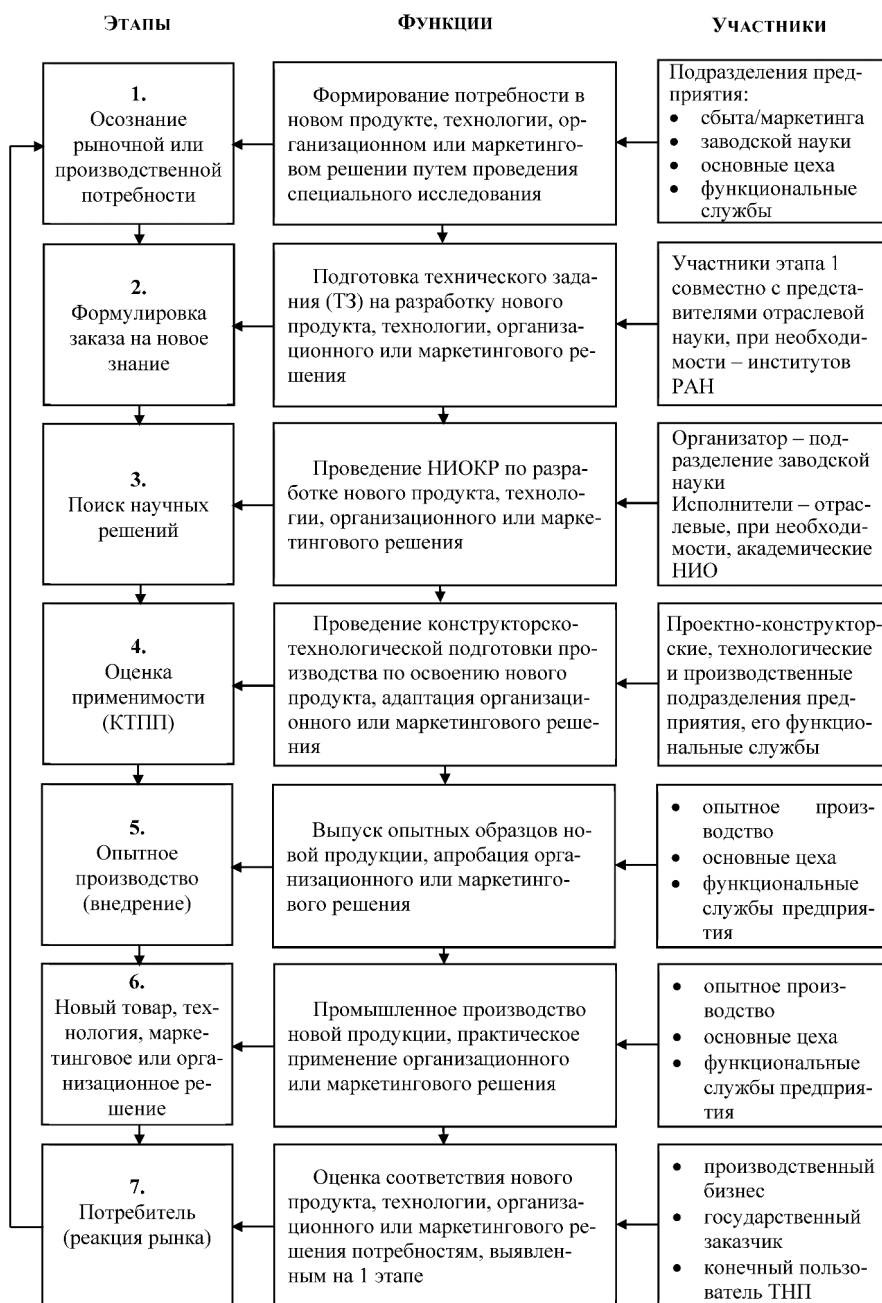 ЭТАПЫ
ФУНКЦИИ
УЧАСТНИКИ
1.
Осознание
рыночной или
производственной
потребности
Формирование потребности в
новом продукте, технологии, ор-
ганизационном или маркетинго-
вом решении путем проведения
специального исследования
Подразделения пред-
приятия:
• сбыта/маркетинга
• заводской науки
• основные цеха
• функциональные
службы
2.
Формулировка
заказа на новое
знание
Подготовка технического зада-
ния (ТЗ) на разработку нового
продукта, технологии, организа-
ционного или маркетингового ре-
шения
Участники этапа 1
совместно с предста-
вителями отраслевой
науки, при необходи-
мости – институтов
РАН
3.
Поиск научных
решений
Проведение НИОКР по разра-
ботке нового продукта, техноло-
гии, организационного или марке-
тингового решения
Организатор – под-
разделение заводской
науки
Исполнители – отрас-
левые, при необходи-
мости, академические
НИО
4.
Оценка
применимости
(КТПП)
Проведение конструкторско-
технологической подготовки про-
изводства по освоению нового
продукта, адаптация организаци-
онного или маркетингового реше-
ния
Проектно-конструктор-
ские, технологические
и производственные
подразделения пред-
приятия, его функцио-
нальные службы
5.
Опытное
производство
(внедрение)
Выпуск опытных образцов но-
вой продукции, апробация орга-
низационного или маркетинго-
вого решения
• опытное произ-
водство
• основные цеха
• функциональные
службы предприя-
тия
6.
Новый товар, тех-
нология, марке-
тинговое или ор-
ганизационное ре-
шение
Промышленное производство
новой продукции, практическое
применение организационного
или маркетингового решения
• опытное произ-
водство
• основные цеха
• функциональные
службы предприя-
тия
7.
Потребитель
(реакция рынка)
Оценка соответствия нового
продукта, технологии, организа-
ционного или маркетингового ре-
шения потребностям, выявлен-
ным на 1 этапе
• производственный
бизнес
• государственный
заказчик
• конечный пользо-
ватель ТНП